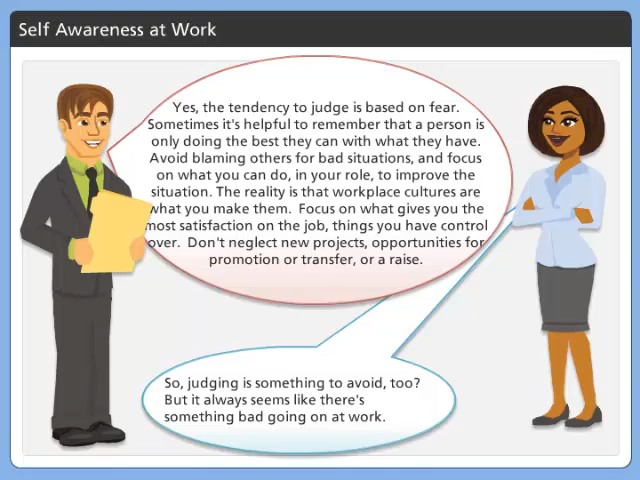 Self Awareness at Work
Yes, the tendency to judge is based on fear.
Sometimes it's helpful to remember that a person is
only doing the best they can with what they have.
Avoid blaming others for bad situations, and focus
on what you can do, in your role, to improve the
situation. The reality is that workplace cultures are
what you make them. Focus on what gives you the
most satisfaction on the job, things you have control
over. Don't neglect new projects, opportunities for
promotion or transfer, or a raise.
So, judging is something to avoid, too?
But it always seems like there's
something bad going on at work.